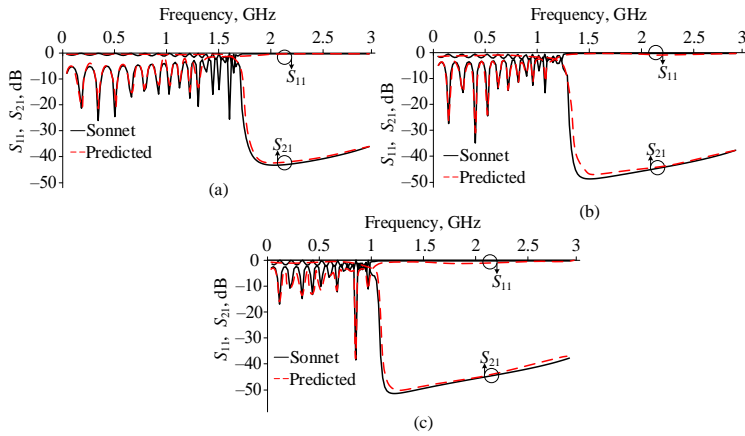 Frequency, GHz
0 0.5 1 1.5 2 2.5 3
0
–10
–20
–30
–40
–50
S11, S21, dB
S11
S21
Sonnet
Predicted
(a)
Frequency, GHz
0 0.5 1 1.5 2 2.5 3
0
–10
–20
–30
–40
–50
S11, S21, dB
S11
S21
Sonnet
Predicted
(b)
Frequency, GHz
0 0.5 1 1.5 2 2.5 3
0
–10
–20
–30
–40
–50
S11, S21, dB
S11
S21
Sonnet
Predicted
(c)